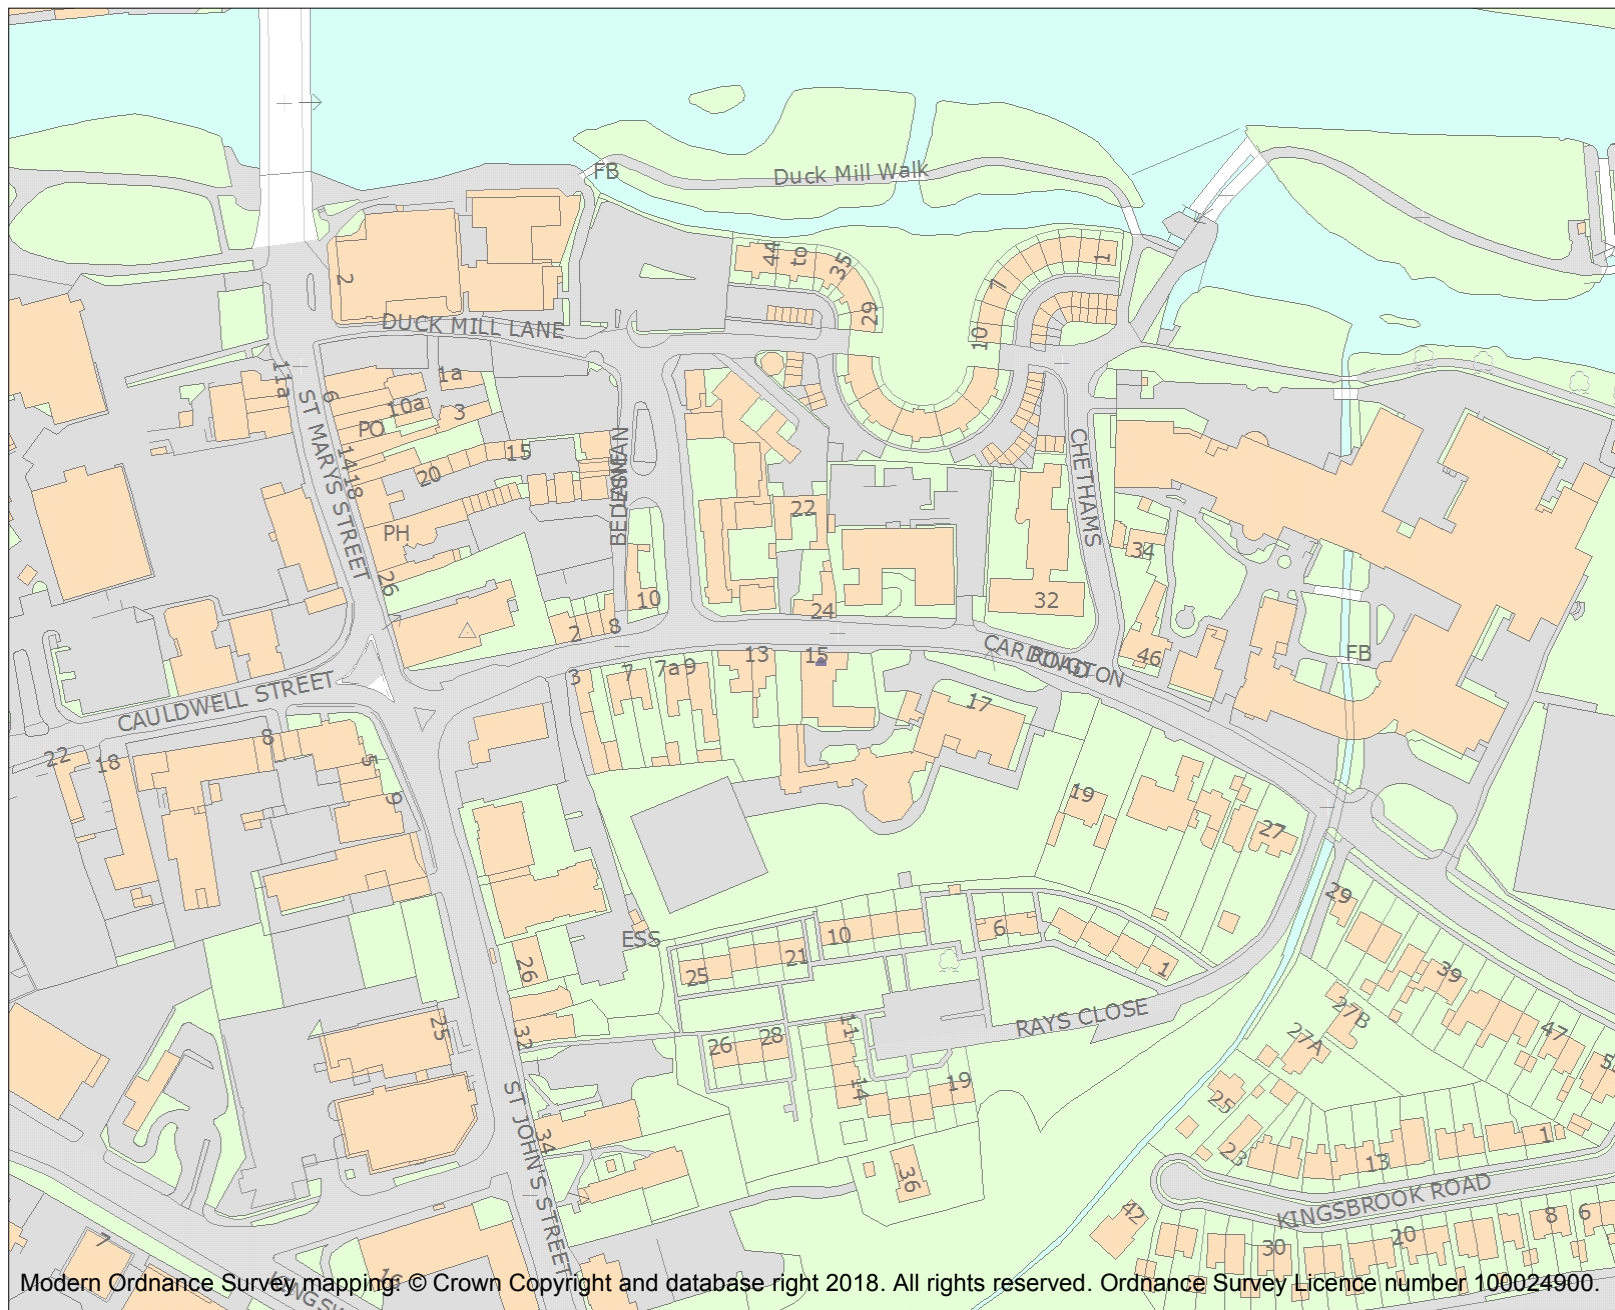 FB
Duck Mill Walk
44
to
35
29
1
7
10
2
DUCK MILL LANE
11a
6
1a
10a
3
PO
ST MARYS STREET
14
18
20
15
BEDESMAN
LANE
PH
26
22
CHETHAMS
34
10
24
32
2
8
CARDINGTON
ROAD
46
FB
3
7
7a
9
13
15
17
CAULDWELL STREET
22
18
8
5
9
19
27
29
ESS
10
6
25
21
1
39
26
RAYS CLOSE
27B
27A
47
25
32
26
28
11
14
19
25
ST JOHN'S STREET
34
36
23
13
1
KINGSBROOK ROAD
42
30
20
8
6
7
16
Modern Ordnance Survey mapping: © Crown Copyright and database right 2018. All rights reserved. Ordnance Survey Licence number 100024900.